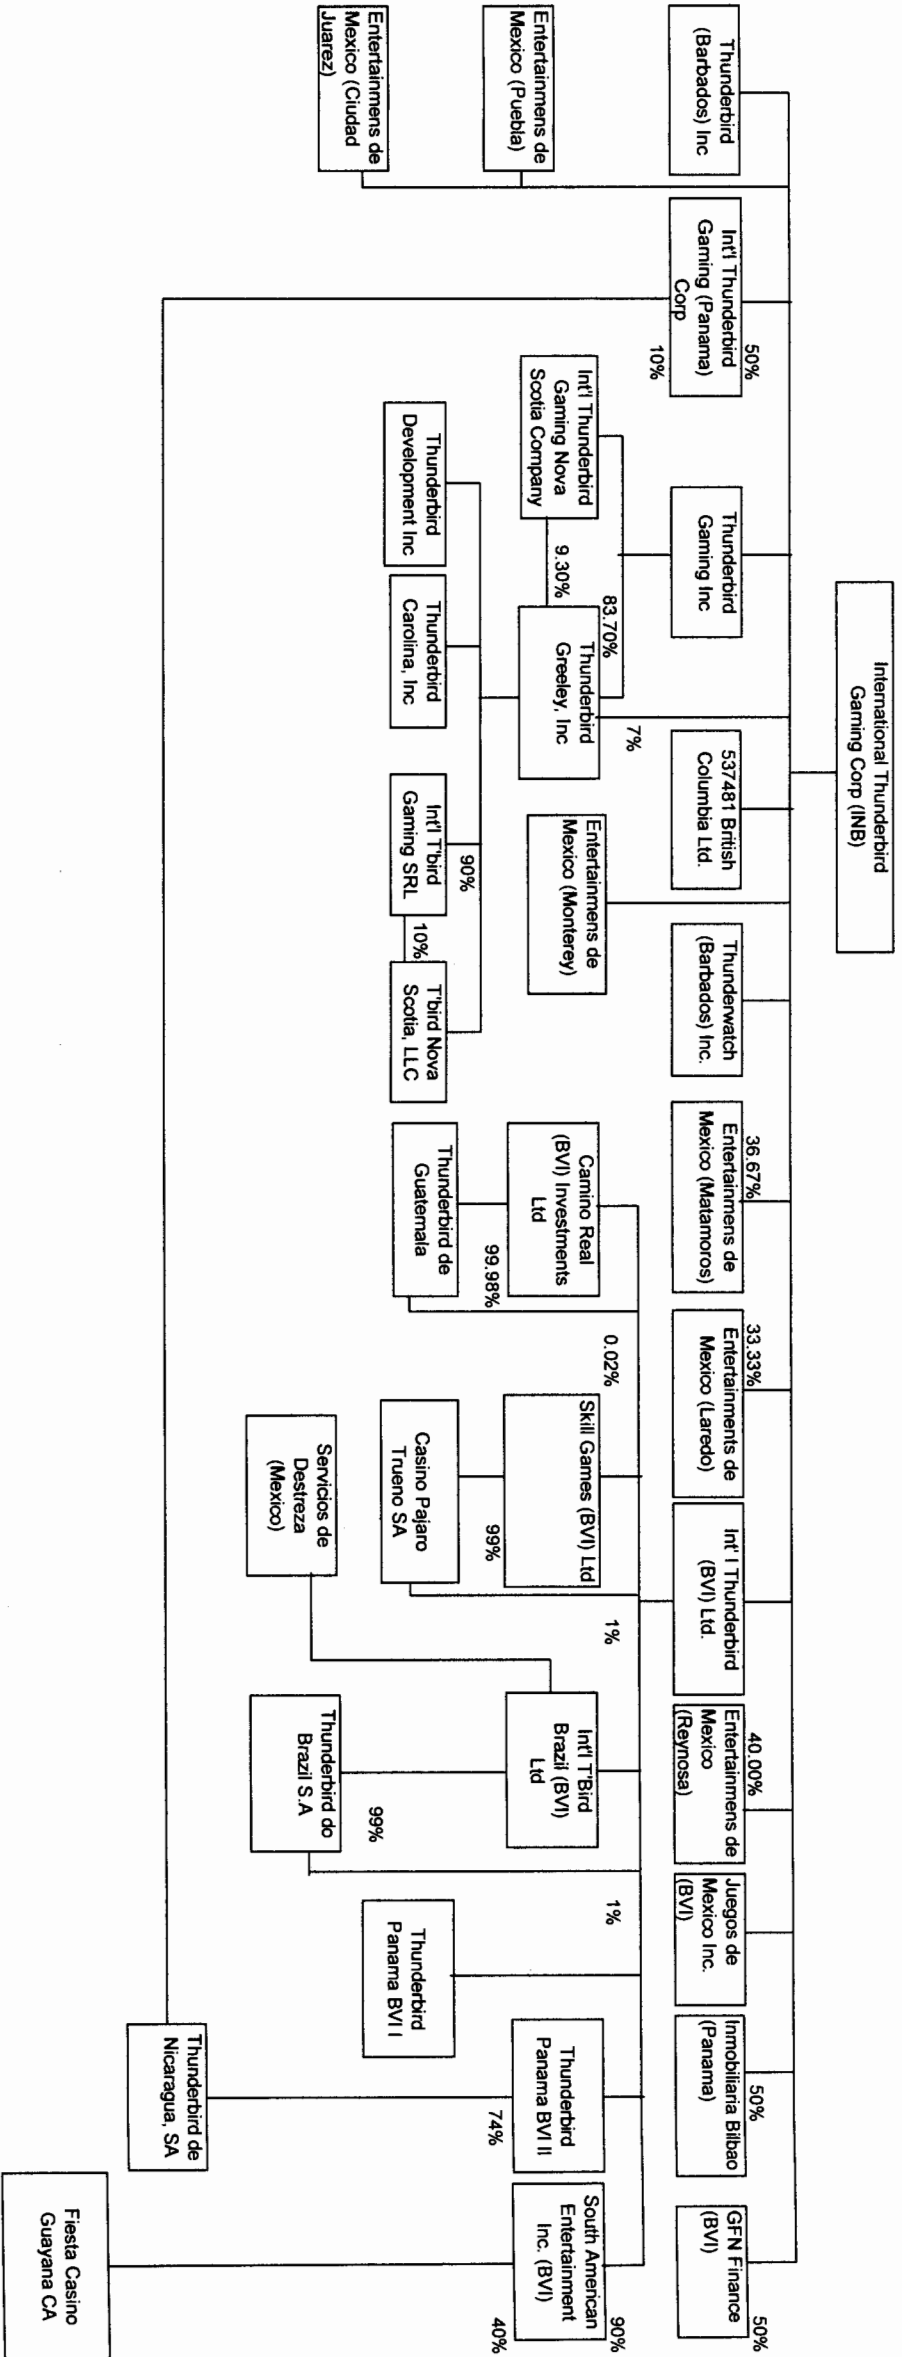 International Thunderbird
Gaming Corp (INB)
Thunderbird
(Barbados) Inc
50%
Int'l Thunderbird
Gaming (Panama)
Corp
10%
Thunderbird
Gaming Inc
537481 British
Columbia Ltd.
Thunderwatch
(Barbados) Inc.
36.67%
Entertainmens de
Mexico (Matamoros)
33.33%
Entertainments de
Mexico (Laredo)
Int' l Thunderbird
(BVI) Ltd.
40.00%
Entertainmens de
Mexico
(Reynosa)
Juegos de
Mexico Inc.
(BVI)
50%
Inmobiliaria Bilbao
(Panama)
50%
GFN Finance
(BVI)
Entertainmens de
Mexico (Puebla)
Entertainmens de
Mexico (Ciudad
Juarez)
Int'l Thunderbird
Gaming Nova
Scotia Company
9.30%
83.70%
7%
Thunderbird
Greeley, Inc
Entertainmens de
Mexico (Monterey)
Thunderbird
Development Inc
Thunderbird
Carolina, Inc
90%
Int'l T'bird
Gaming SRL
10%
T'bird Nova
Scotia, LLC
Camino Real
(BVI) Investments
Ltd
99.98%
0.02%
Thunderbird de
Guatemala
Skill Games (BVI) Ltd
99%
1%
Casino Pajaro
Trueno SA
Servicios de
Destreza
(Mexico)
Int'l T'Bird
Brazil (BVI)
Ltd
99%
1%
Thunderbird do
Brazil S.A
Thunderbird
Panama BVI I
Thunderbird
Panama BVI II
74%
Thunderbird de
Nicaragua, SA
90%
South American
Entertainment
Inc. (BVI)
40%
Fiesta Casino
Guayana CA